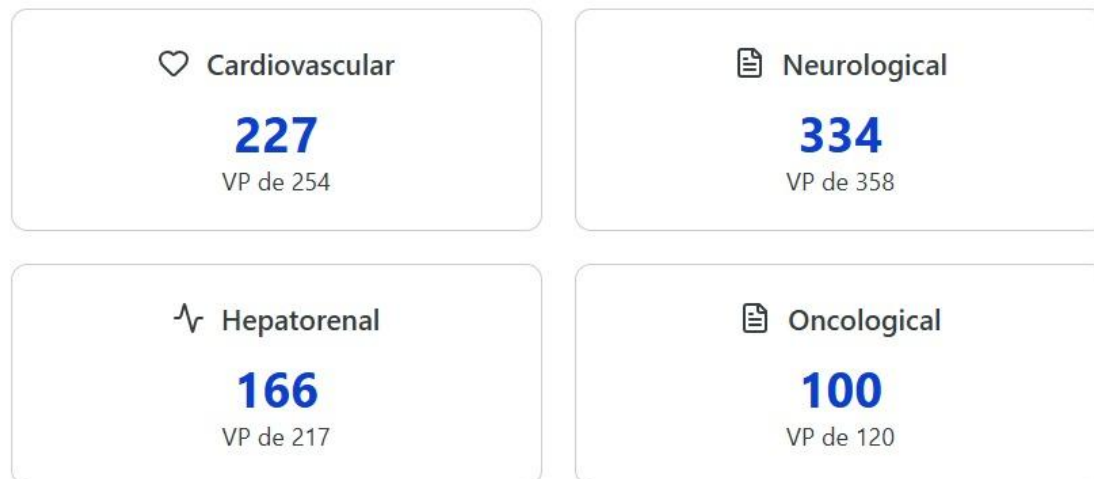 Cardiovascular
227
VP de 254
Neurological
334
VP de 358
Hepatorenal
166
VP de 217
Oncological
100
VP de 120